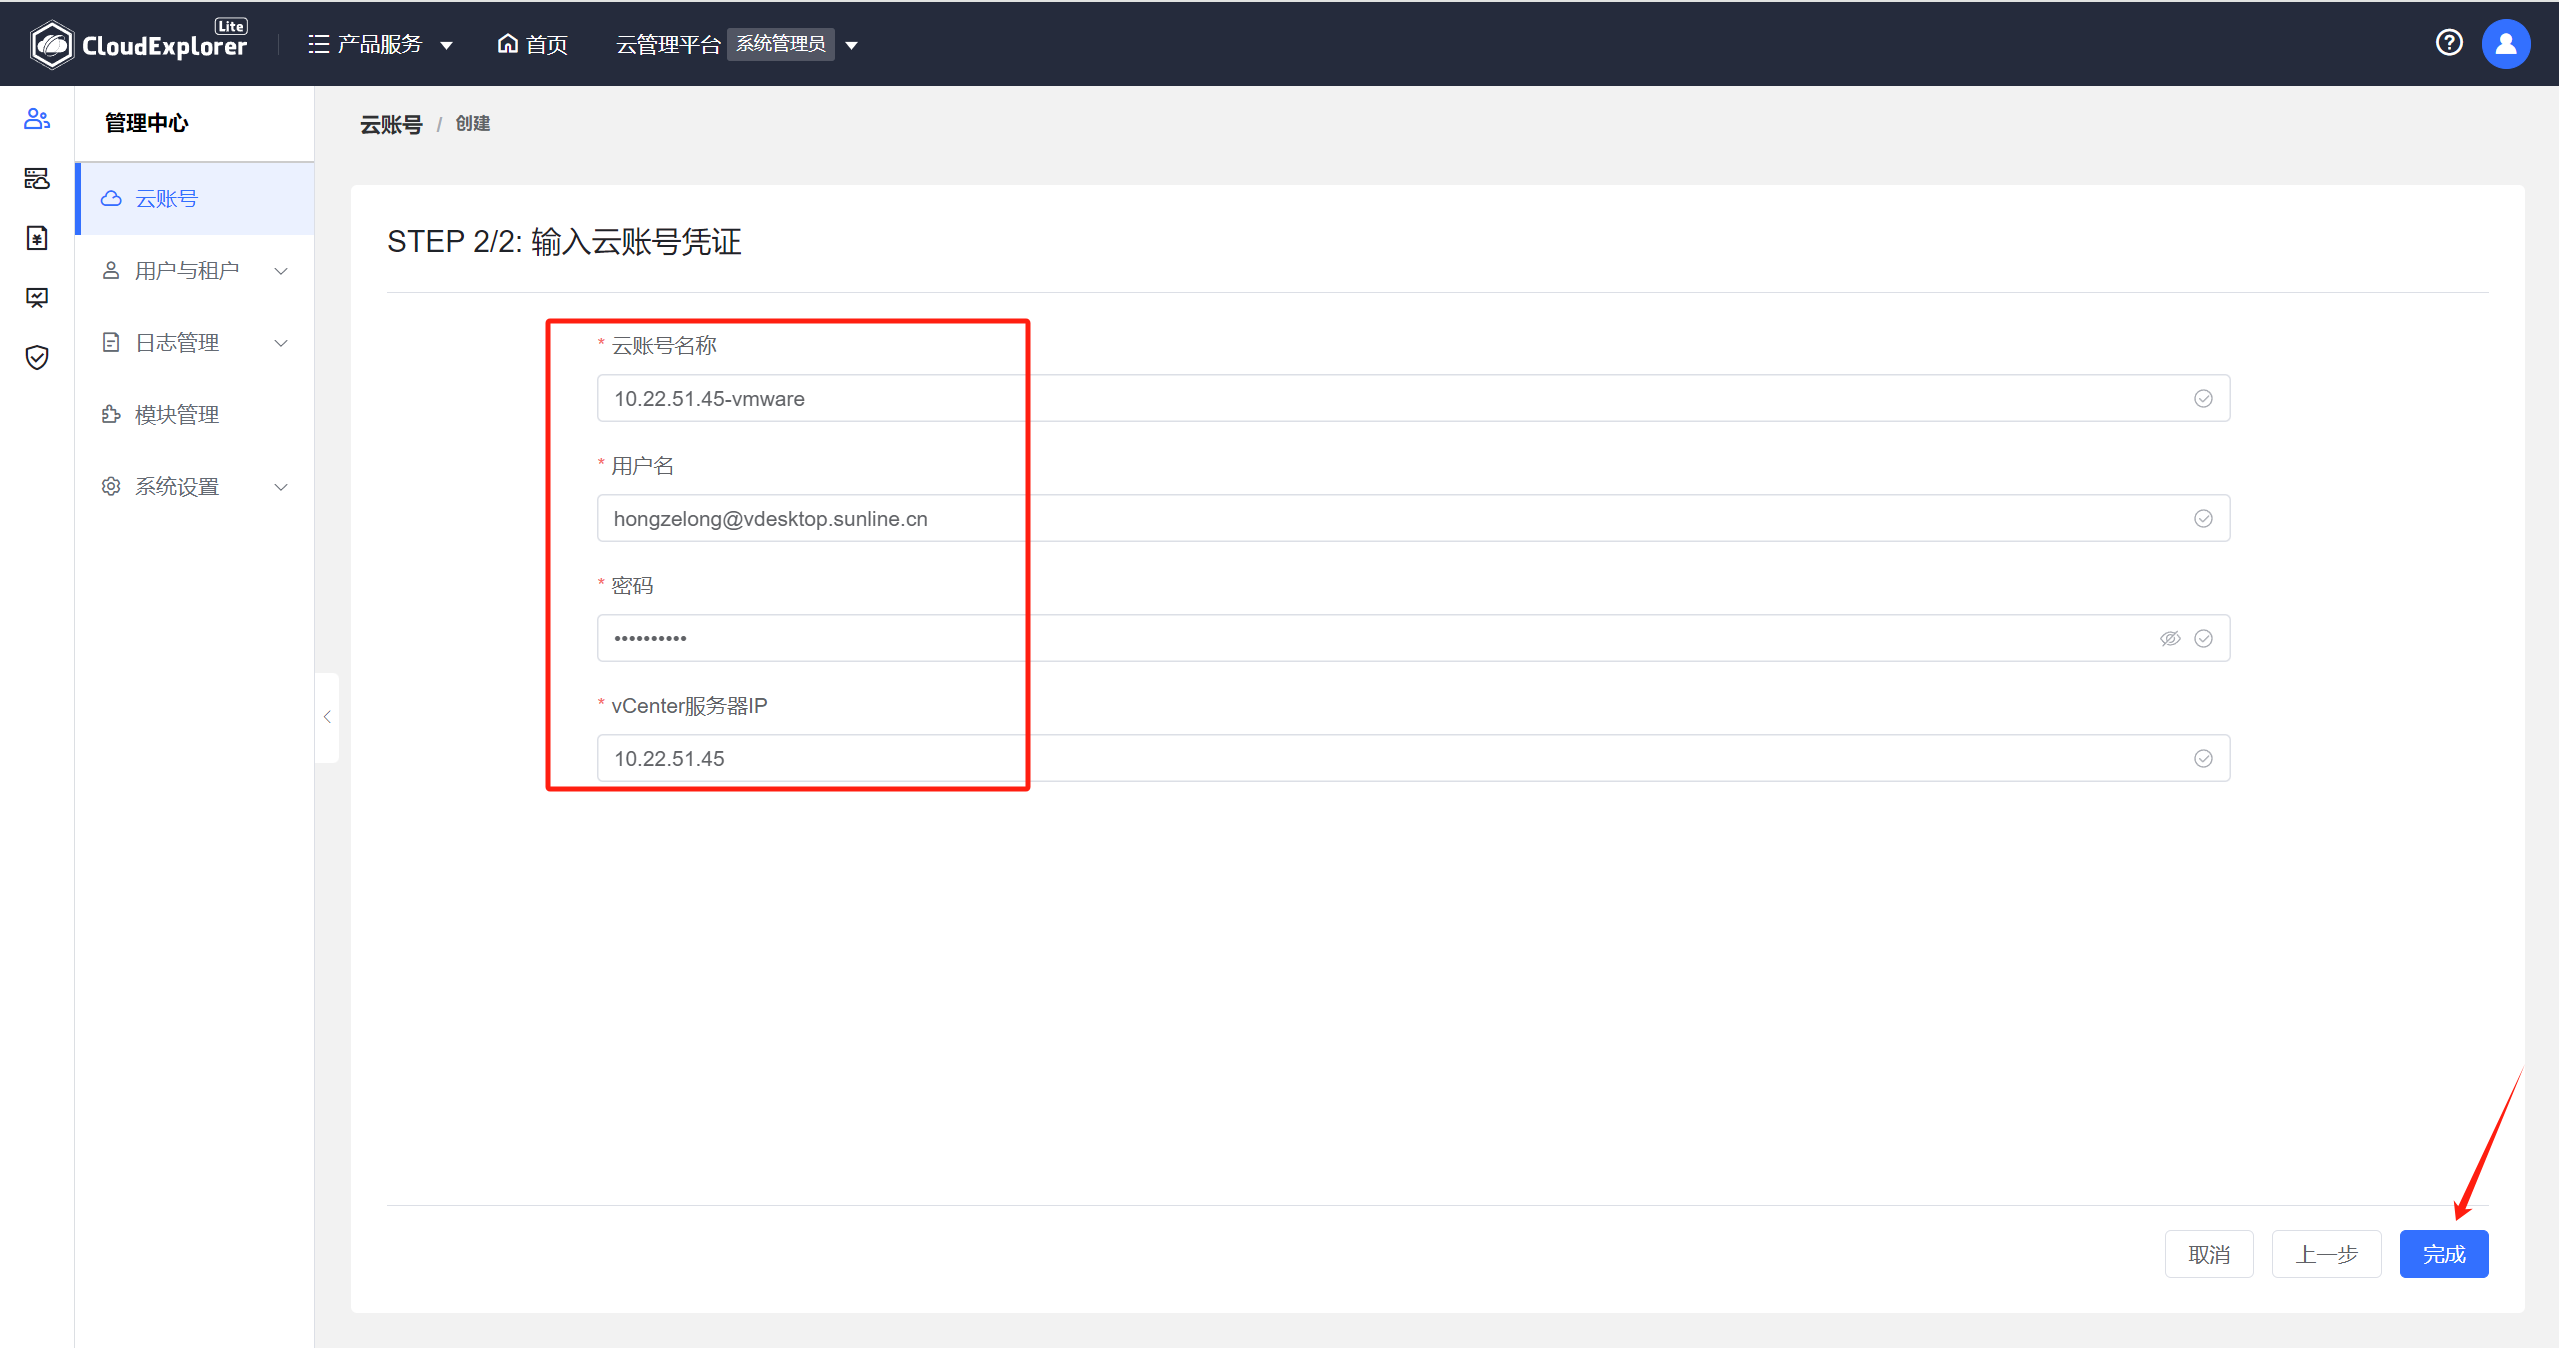 CloudExplorer Lite
产品服务
首页
云管理平台 系统管理员
管理中心
云账号
用户与租户
日志管理
模块管理
系统设置
云账号 / 创建
STEP 2/2: 输入云账号凭证
* 云账号名称
10.22.51.45-vmware
* 用户名
hongzelong@vdesktop.sunline.cn
* 密码
••••••••••
* vCenter服务器IP
10.22.51.45
取消
上一步
完成